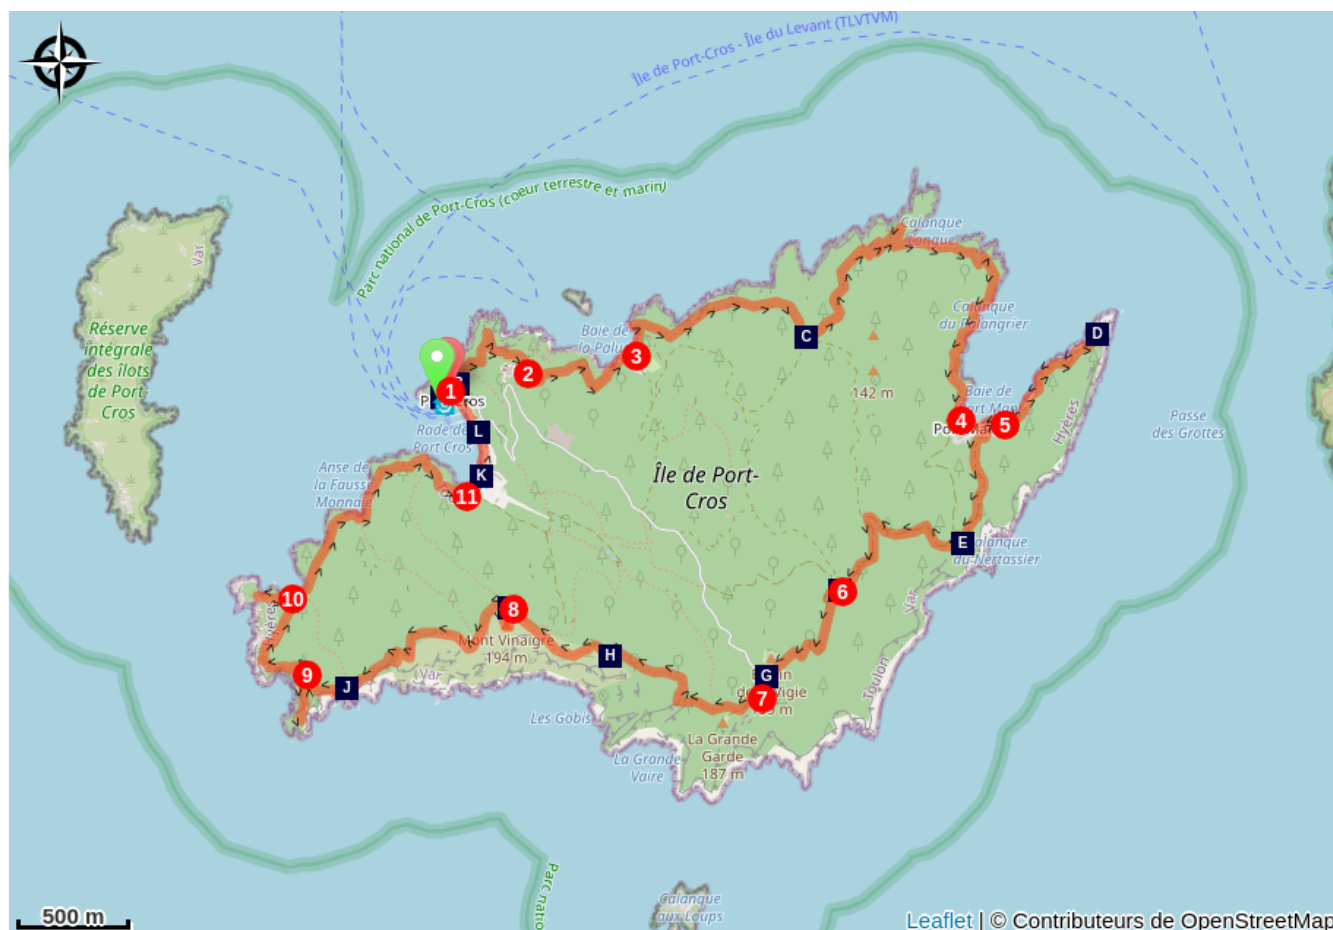 Île de Port-Cros - Île du Levant (TLVTVM)
Parc national de Port-Cros (coeur terrestre et marin)
Var
Calanque
Longue
Réserve
intégrale
des îlots
de Port
Cros
Baie de
la Palu
3
C
Calanque
du Palangrier
D
2
1
142 m
Baie de
Port Man
4
5
Hyères
Passe
des Grottes
L
Rade de
Port Cros
K
11
Anse de
la Fausse
Monnaie
Île de Port-
Cros
E
Calanque
du Nertassier
6
Var
10
Hyères
8
Mont Vinaigre
194 m
H
G
7
9
J
Var
Toulon
Les Gobis
La Grande
Garde
187 m
La Grande
Vaire
Parc natio
Calanque
aux Loups
500 m
Leaflet | © Contributeurs de OpenStreetMap